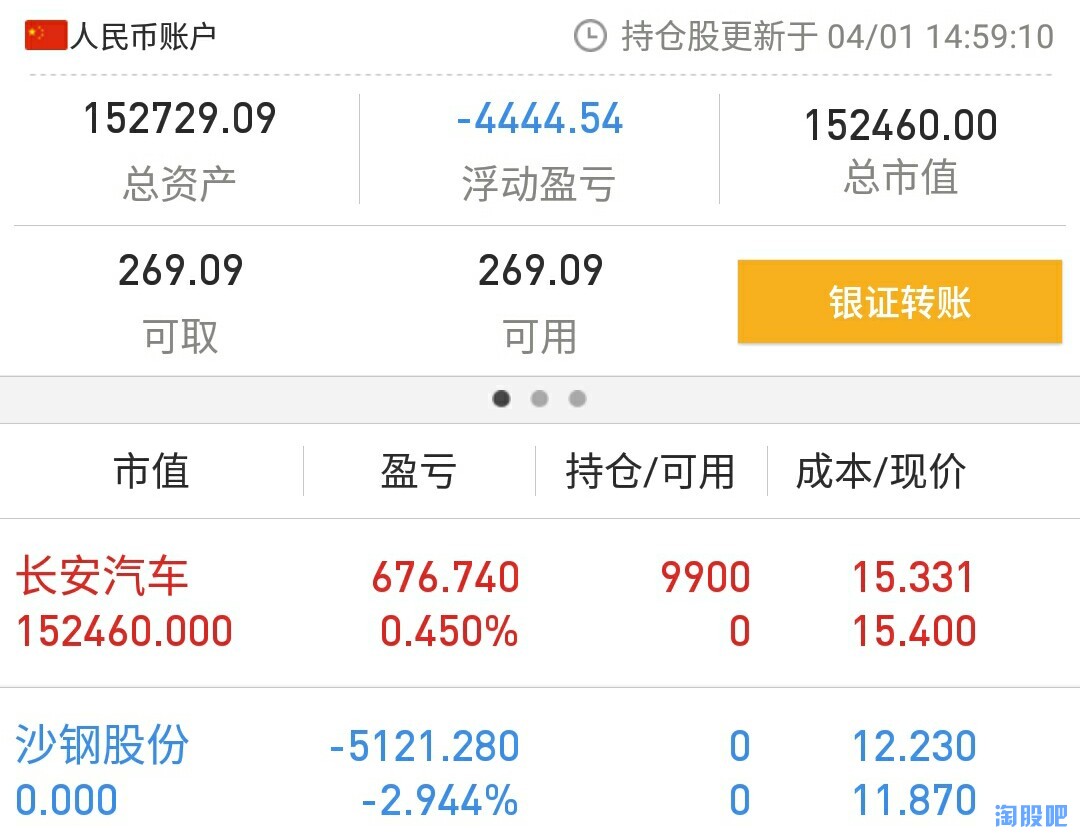 人民币账户 持仓股更新于 04/01 14:59:10
152729.09 -4444.54 152460.00
总资产 浮动盈亏 总市值
269.09 269.09 银证转账
可取 可用
市值 盈亏 持仓/可用 成本/现价
长安汽车 676.740 9900 15.331
152460.000 0.450% 0 15.400
沙钢股份 -5121.280 0 12.230
0.000 -2.944% 0 11.870
淘股吧